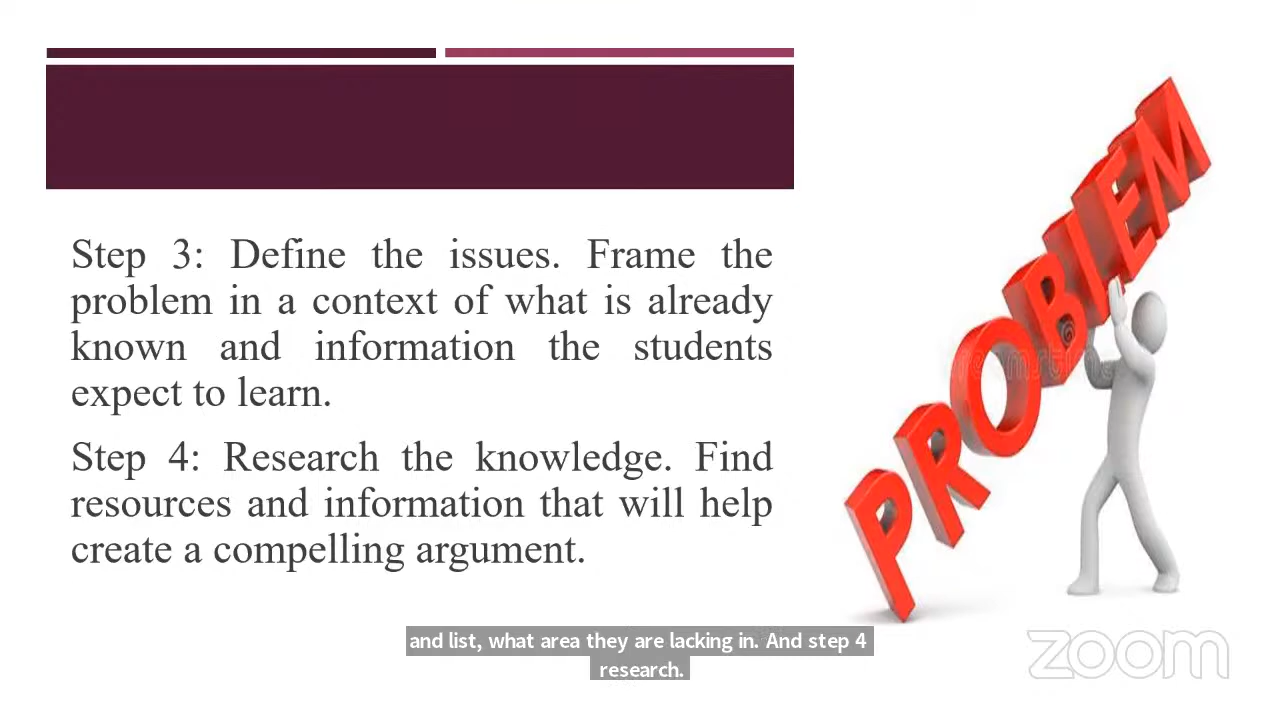 Step 3: Define the issues. Frame the
problem in a context of what is already
known and information the students
expect to learn.
Step 4: Research the knowledge. Find
resources and information that will help
create a compelling argument.
PROBLEM
dreamstime
and list, what area they are lacking in. And step 4
research.
zoom